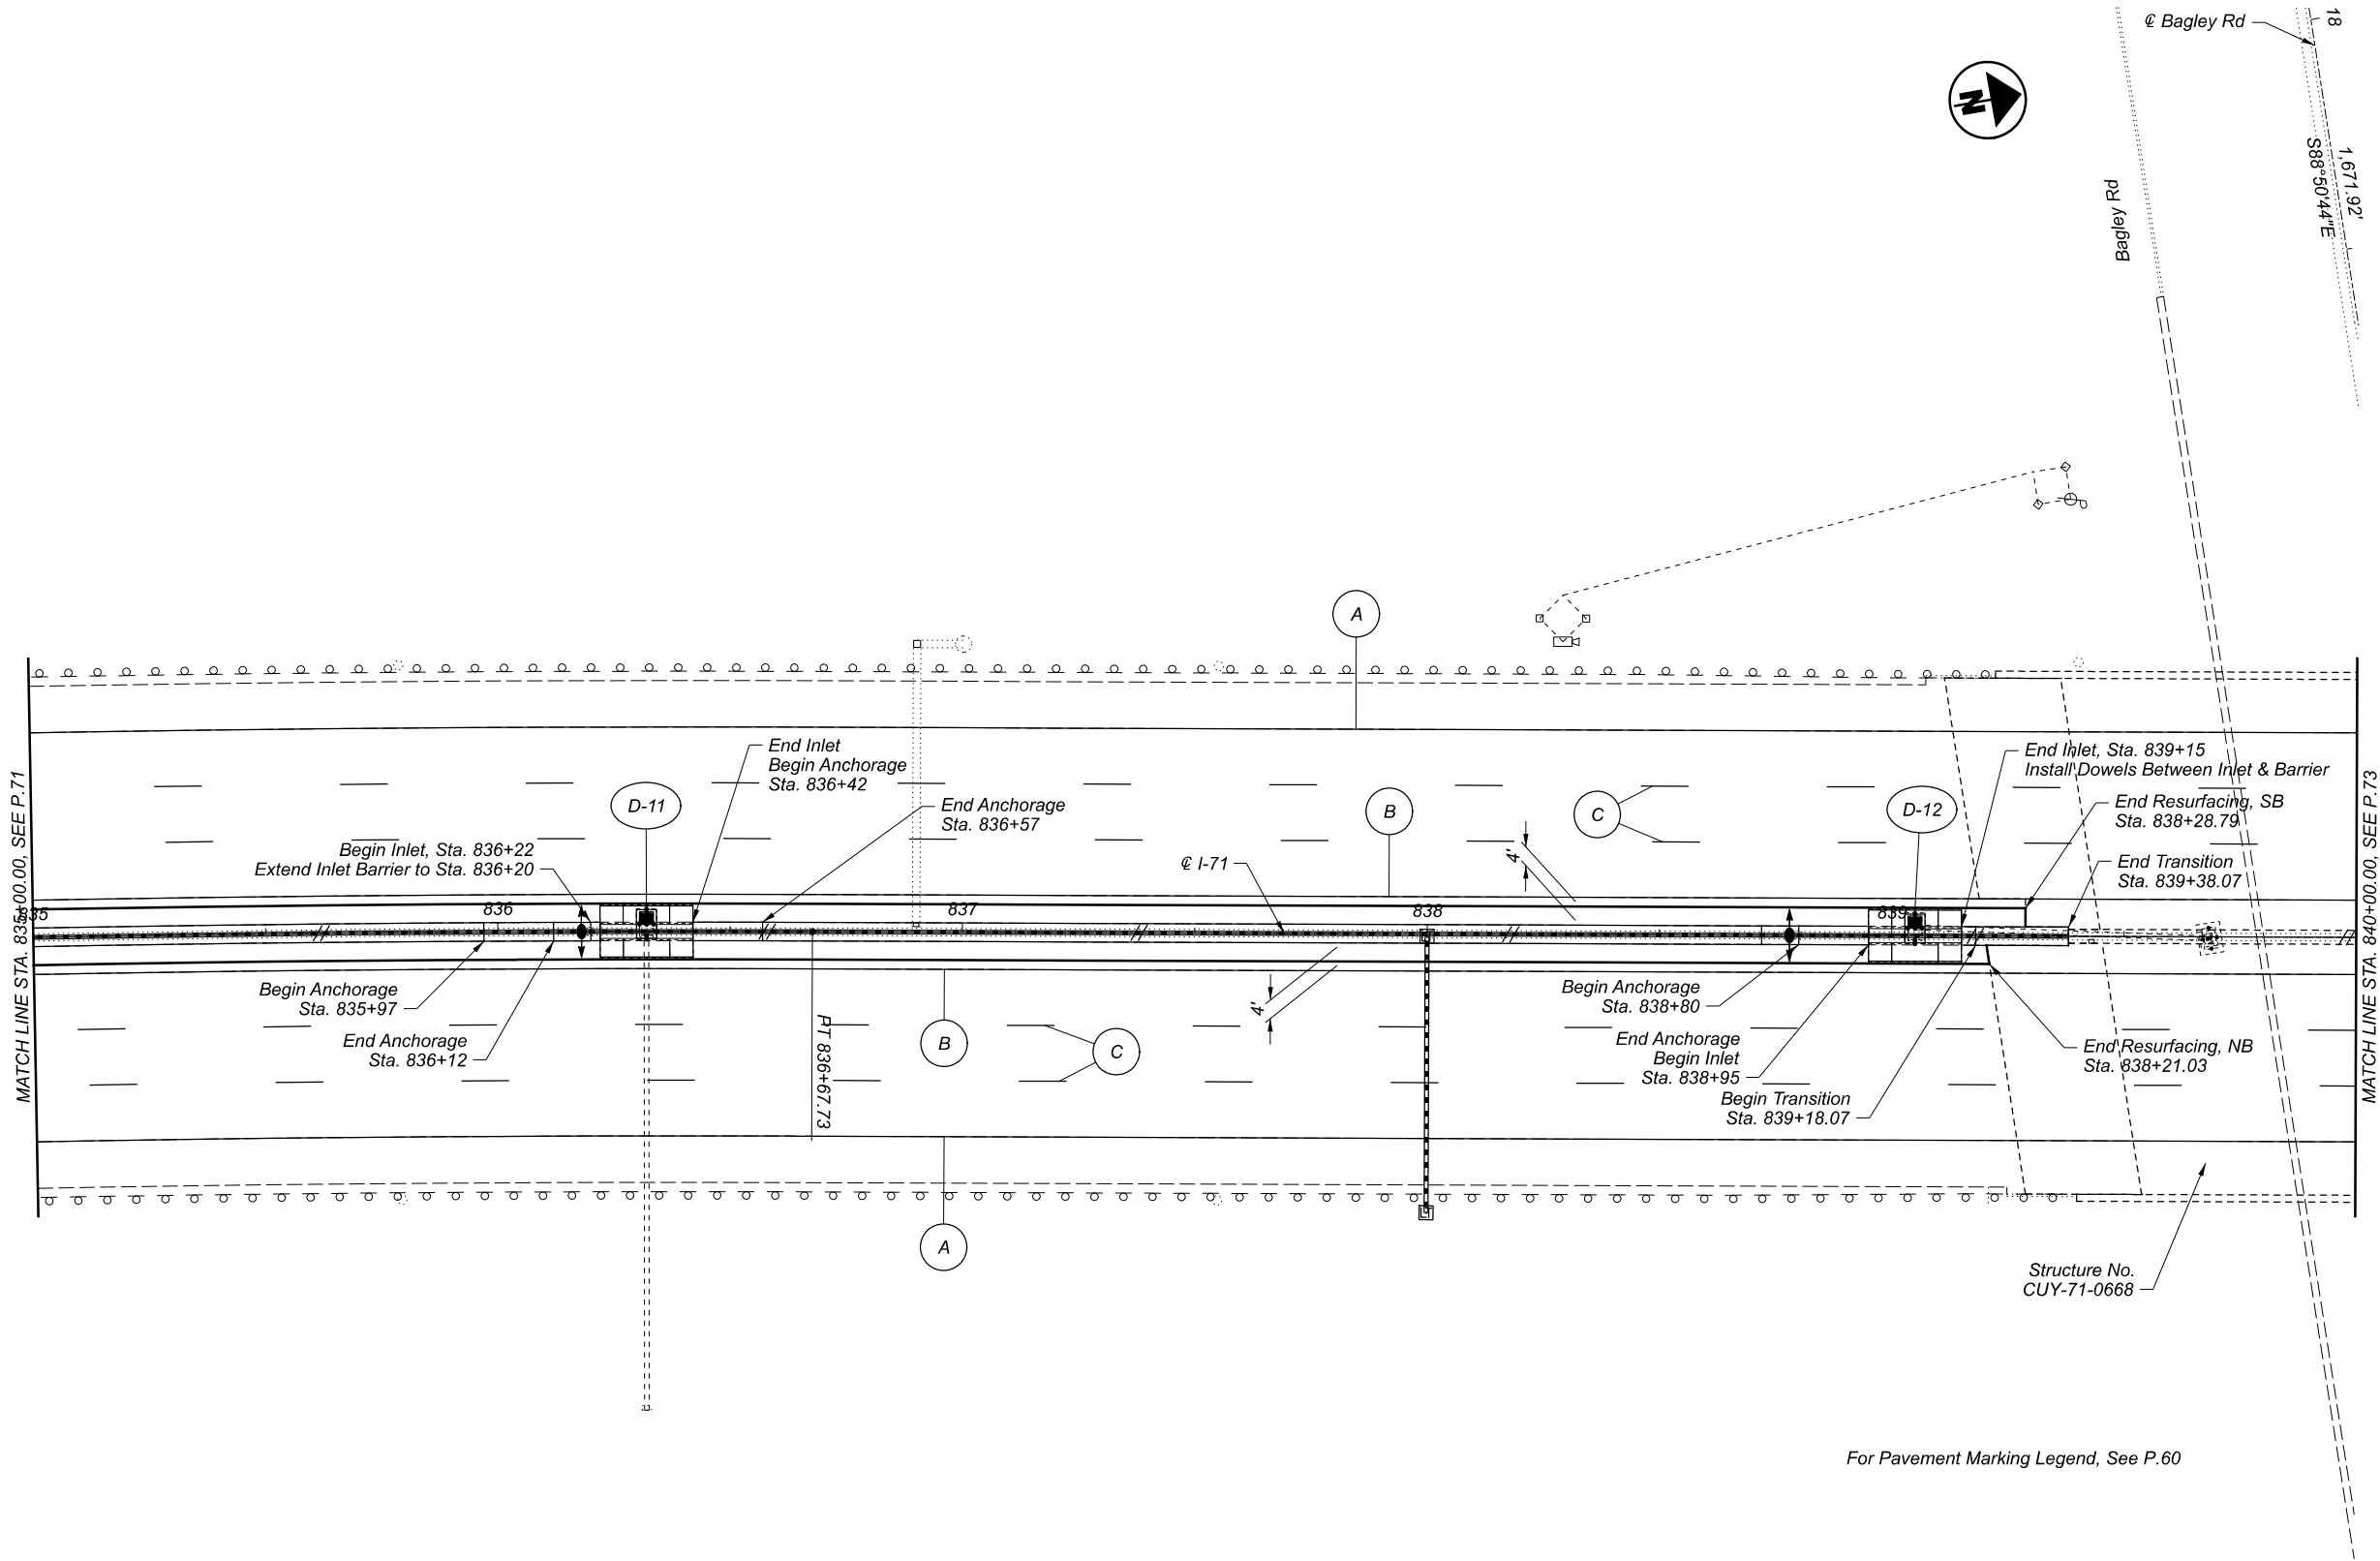 ℄ Bagley Rd
18
1,671.92'
S88°50'44"E
Bagley Rd
N
A
End Inlet
Begin Anchorage
Sta. 836+42
D-11
End Anchorage
Sta. 836+57
Begin Inlet, Sta. 836+22
Extend Inlet Barrier to Sta. 836+20
B
C
4'
℄ I-71
D-12
End Inlet, Sta. 839+15
Install Dowels Between Inlet & Barrier
End Resurfacing, SB
Sta. 838+28.79
End Transition
Sta. 839+38.07
MATCH LINE STA. 835+00.00, SEE P.71
MATCH LINE STA. 840+00.00, SEE P.73
835
836
837
838
839
Begin Anchorage
Sta. 835+97
End Anchorage
Sta. 836+12
PT 836+67.73
B
C
4'
Begin Anchorage
Sta. 838+80
End Anchorage
Begin Inlet
Sta. 838+95
Begin Transition
Sta. 839+18.07
End Resurfacing, NB
Sta. 838+21.03
A
Structure No.
CUY-71-0668
For Pavement Marking Legend, See P.60